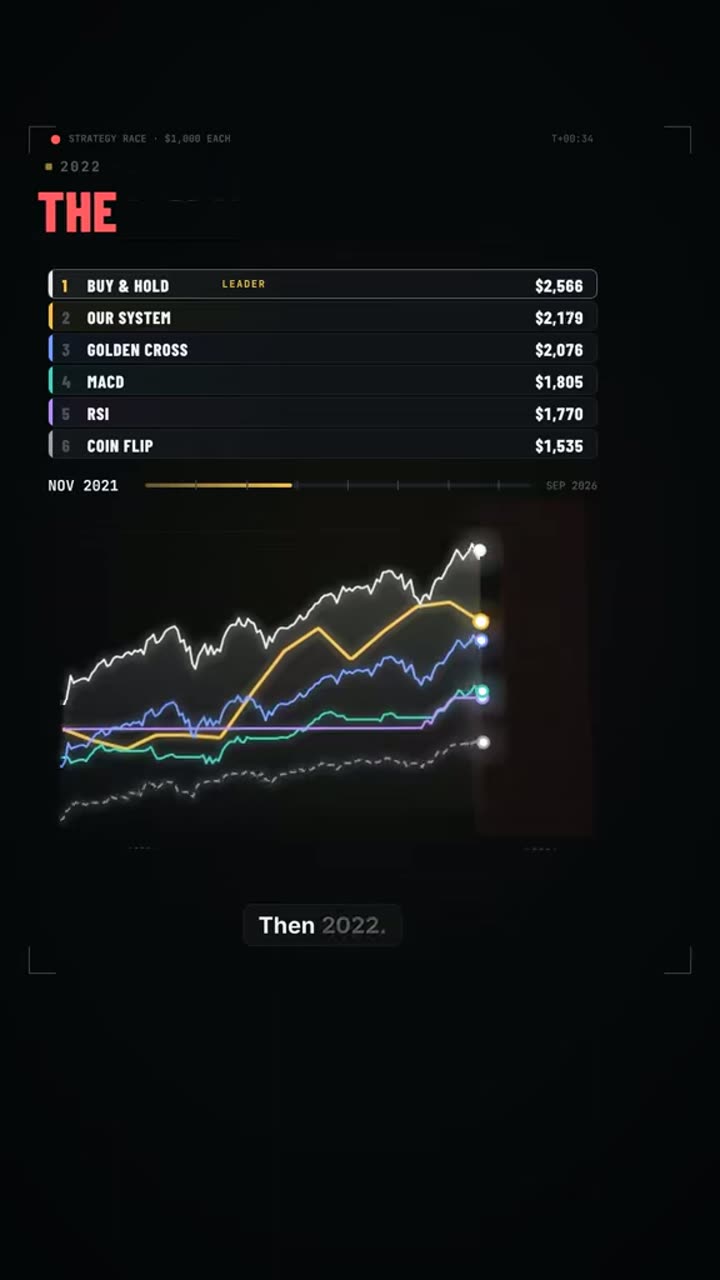 STRATEGY RACE · $1,000 EACH
T+00:34
2022
THE
1 BUY & HOLD LEADER $2,566
2 OUR SYSTEM $2,179
3 GOLDEN CROSS $2,076
4 MACD $1,805
5 RSI $1,770
6 COIN FLIP $1,535
NOV 2021 SEP 2026
Then 2022.